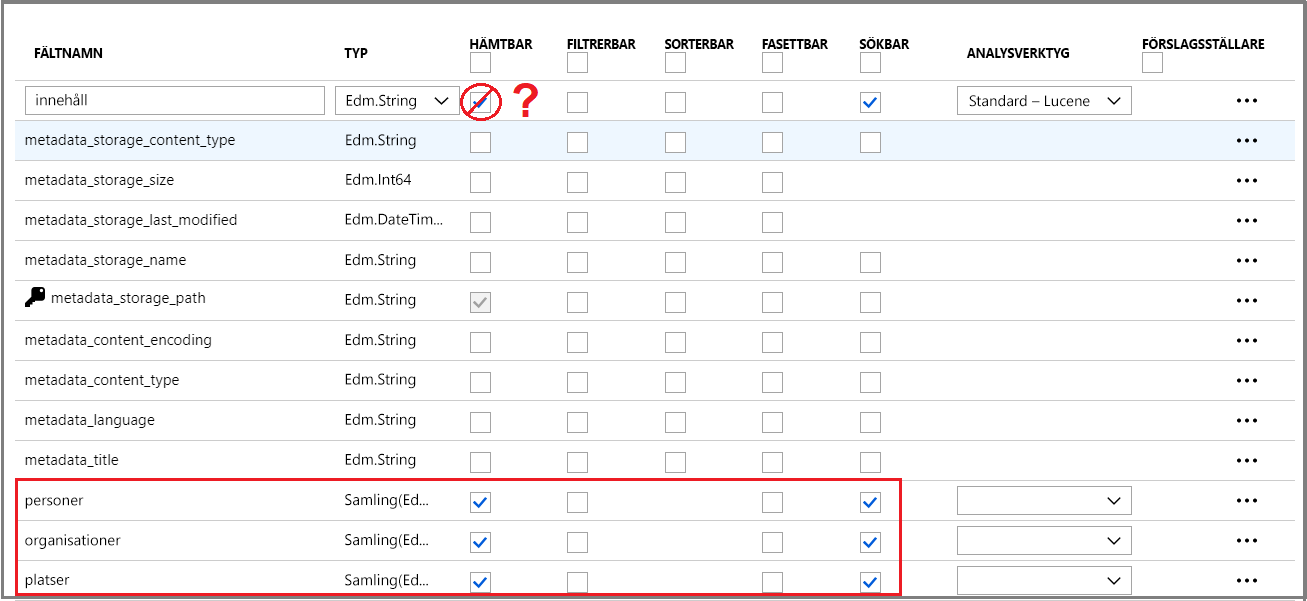 FÄLTNAMN TYP HÄMTBAR FILTRERBAR SORTERBAR FASETTBAR SÖKBAR ANALYSVERKTYG FÖRSLAGSSTÄLLARE
innehåll Edm.String ? Standard – Lucene
metadata_storage_content_type Edm.String
metadata_storage_size Edm.Int64
metadata_storage_last_modified Edm.DateTim...
metadata_storage_name Edm.String
metadata_storage_path Edm.String
metadata_content_encoding Edm.String
metadata_content_type Edm.String
metadata_language Edm.String
metadata_title Edm.String
personer Samling(Ed...
organisationer Samling(Ed...
platser Samling(Ed...